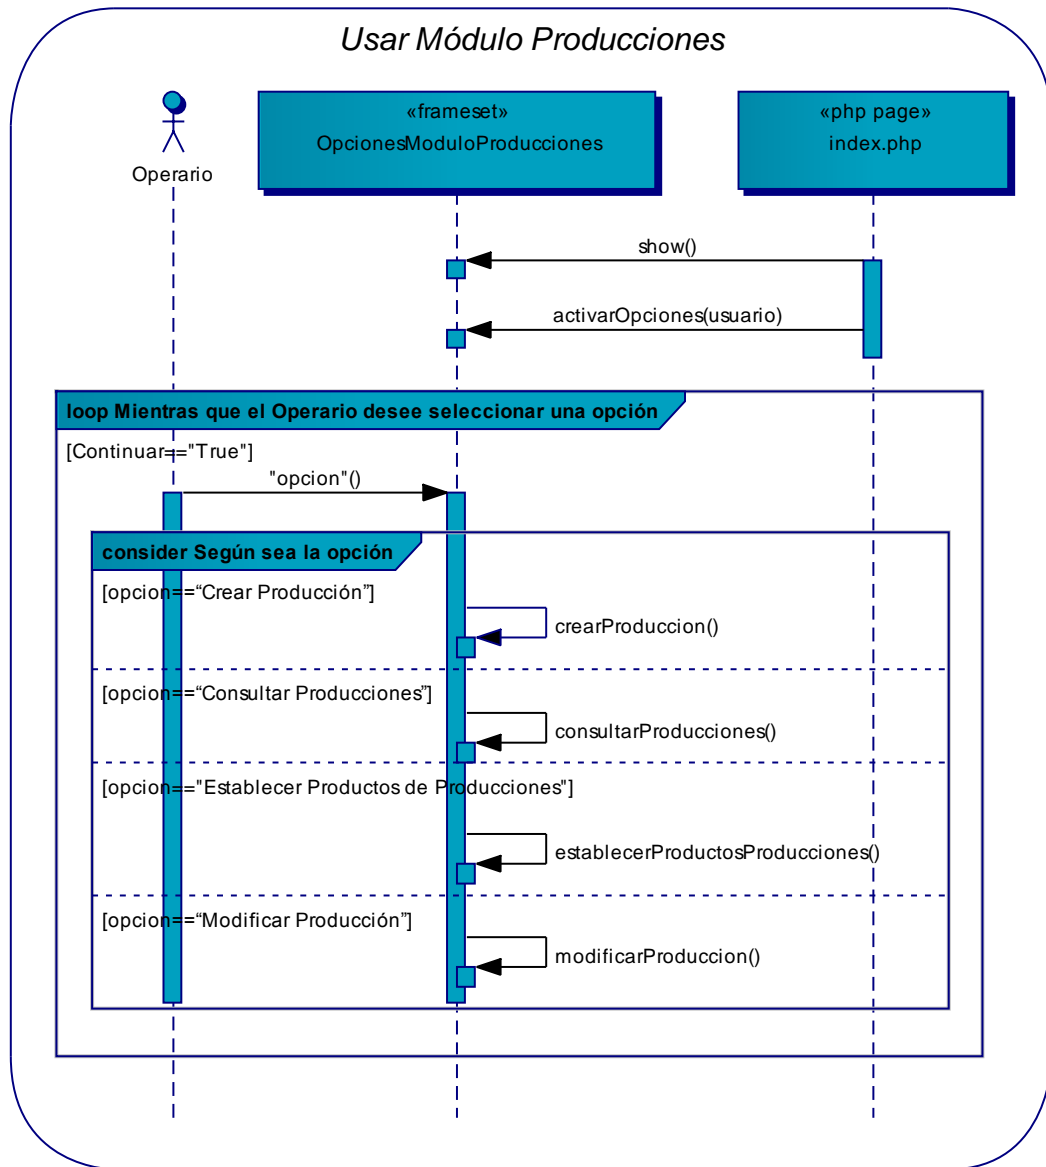 Usar Módulo Producciones
«frameset»
OpcionesModuloProducciones
«php page»
index.php
Operario
show()
activarOpciones(usuario)
loop Mientras que el Operario desee seleccionar una opción
[Continuar=="True"]
"opcion"()
consider Según sea la opción
[opcion==“Crear Producción”]
crearProduccion()
[opcion==“Consultar Producciones”]
consultarProducciones()
[opcion=="Establecer Productos de Producciones"]
establecerProductosProducciones()
[opcion==“Modificar Producción”]
modificarProduccion()